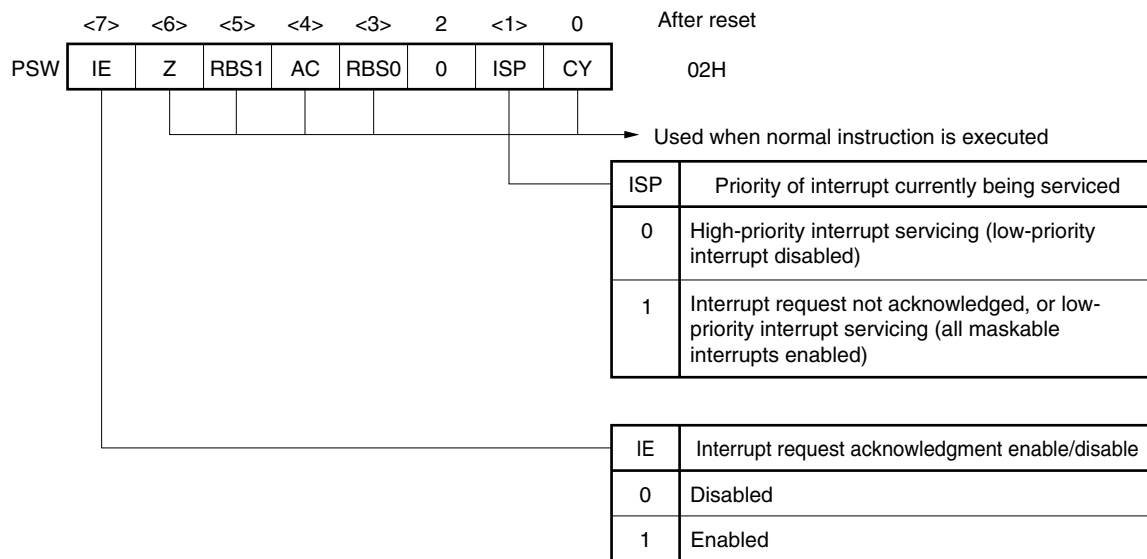 <7> <6> <5> <4> <3> 2 <1> 0 After reset
PSW IE Z RBS1 AC RBS0 0 ISP CY 02H
Used when normal instruction is executed
ISP Priority of interrupt currently being serviced
0 High-priority interrupt servicing (low-priority
interrupt disabled)
1 Interrupt request not acknowledged, or low-
priority interrupt servicing (all maskable
interrupts enabled)
IE Interrupt request acknowledgment enable/disable
0 Disabled
1 Enabled